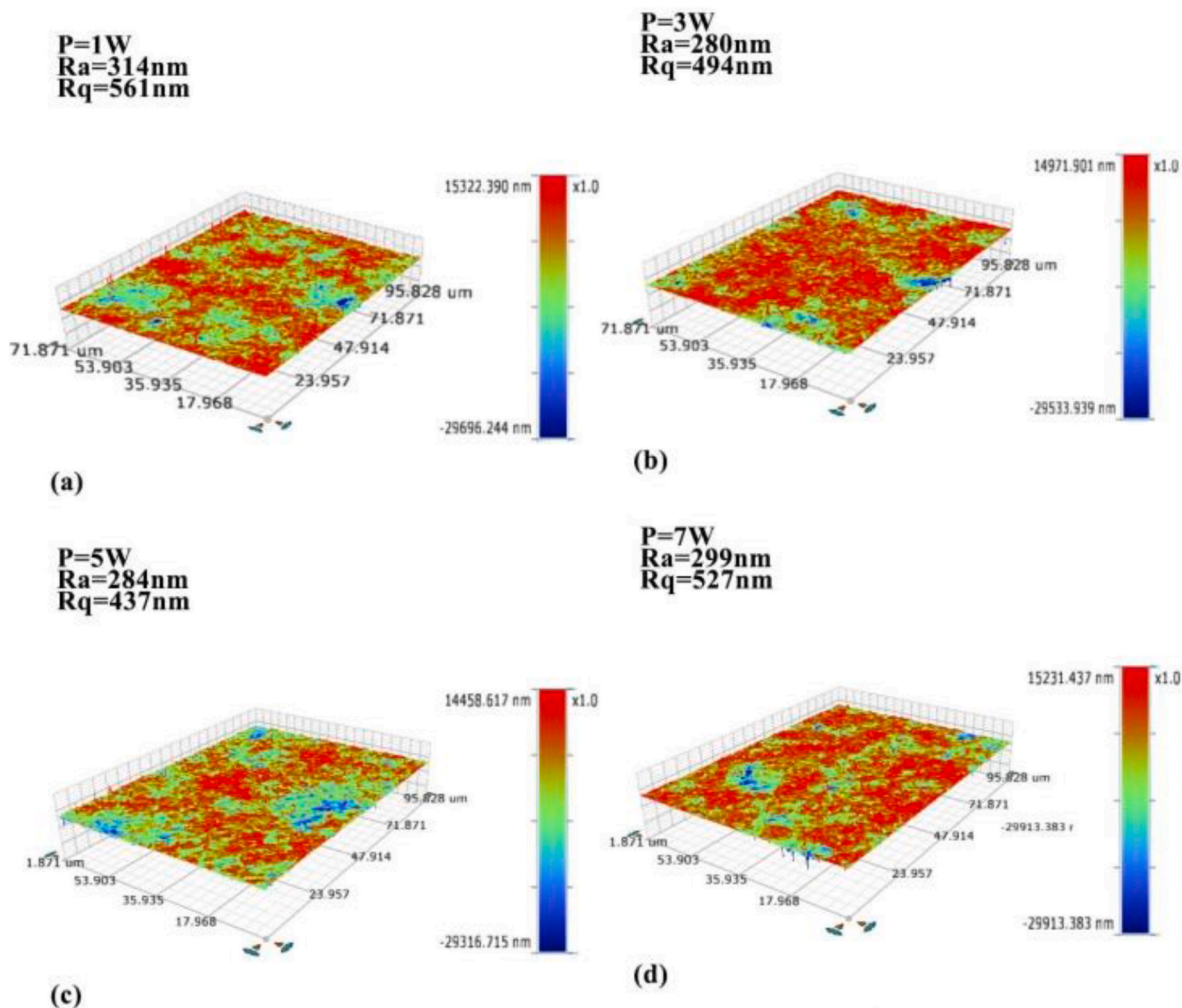 P=1W
Ra=314nm
Rq=561nm
15322.390 nm
x1.0
95.828 um
71.871
47.914
23.957
71.871 um
53.903
35.935
17.968
-29696.244 nm
(a)
P=3W
Ra=280nm
Rq=494nm
14971.901 nm
x1.0
95.828 um
71.871
47.914
23.957
71.871 um
53.903
35.935
17.968
-29533.939 nm
(b)
P=5W
Ra=284nm
Rq=437nm
14458.617 nm
x1.0
95.828 um
71.871
47.914
23.957
1.871 um
53.903
35.935
17.968
-29316.715 nm
(c)
P=7W
Ra=299nm
Rq=527nm
15231.437 nm
x1.0
95.828 um
71.871
47.914
-29913.383 r
23.957
1.871 um
53.903
35.935
17.968
-29913.383 nm
(d)